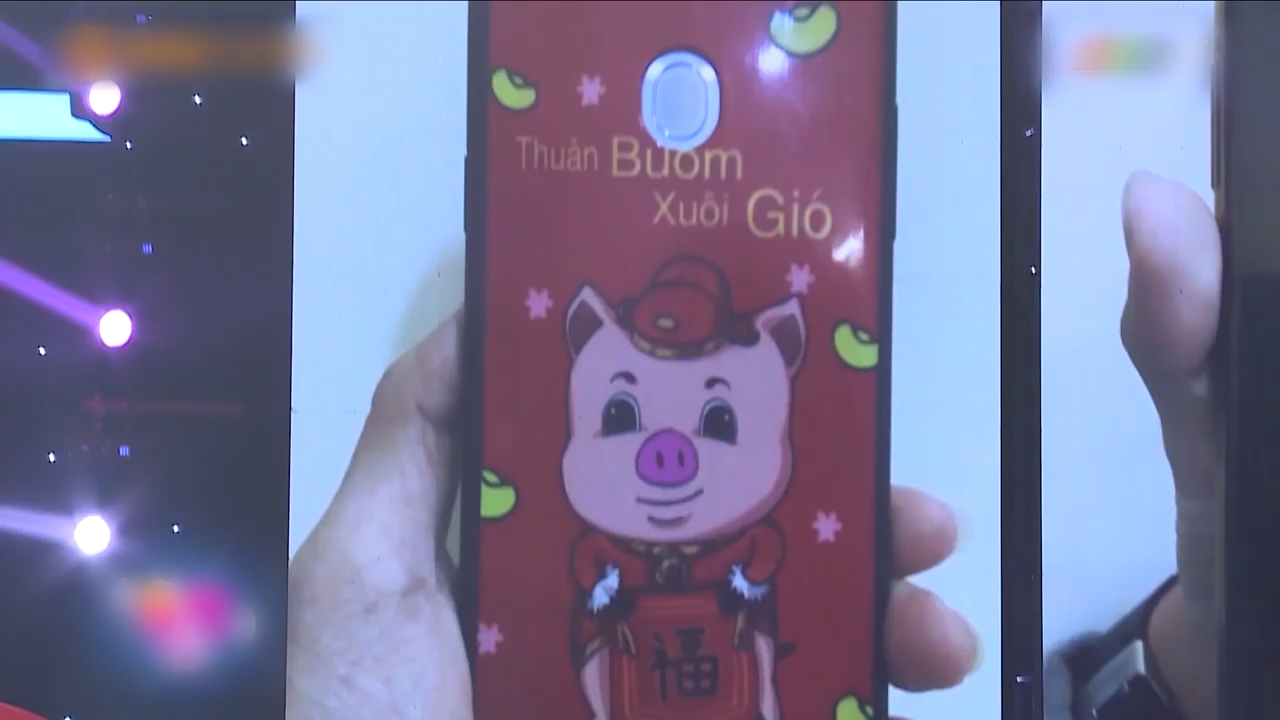 Thuận Buồm
Xuôi Gió
福